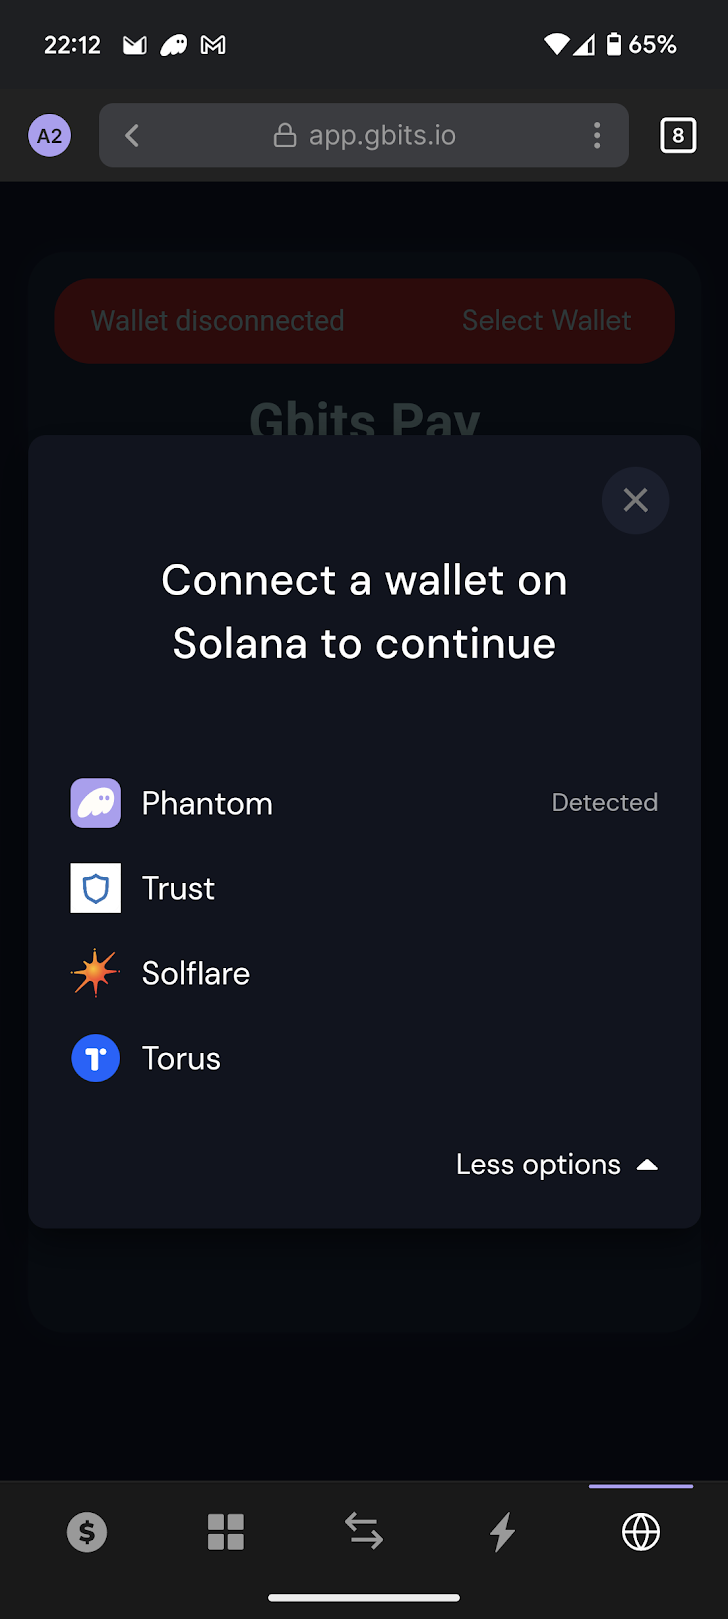 22:12
65%
A2
app.gbits.io
8
Wallet disconnected
Select Wallet
Gbits Pay
Connect a wallet on
Solana to continue
Phantom
Detected
Trust
Solflare
Torus
Less options